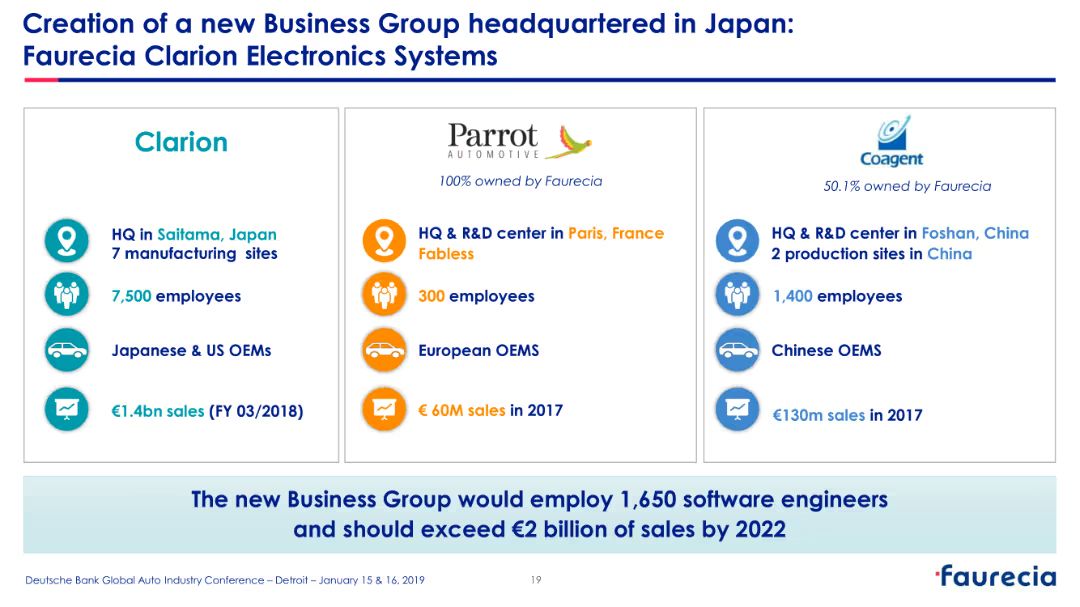 Creation of a new Business Group headquartered in Japan:
Faurecia Clarion Electronics Systems
Clarion
HQ in Saitama, Japan
7 manufacturing sites
7,500 employees
Japanese & US OEMs
€1.4bn sales (FY 03/2018)
Parrot
AUTOMOTIVE
100% owned by Faurecia
HQ & R&D center in Paris, France
Fabless
300 employees
European OEMS
€ 60M sales in 2017
Coagent
50.1% owned by Faurecia
HQ & R&D center in Foshan, China
2 production sites in China
1,400 employees
Chinese OEMS
€130m sales in 2017
The new Business Group would employ 1,650 software engineers
and should exceed €2 billion of sales by 2022
Deutsche Bank Global Auto Industry Conference – Detroit – January 15 & 16, 2019
19
faurecia